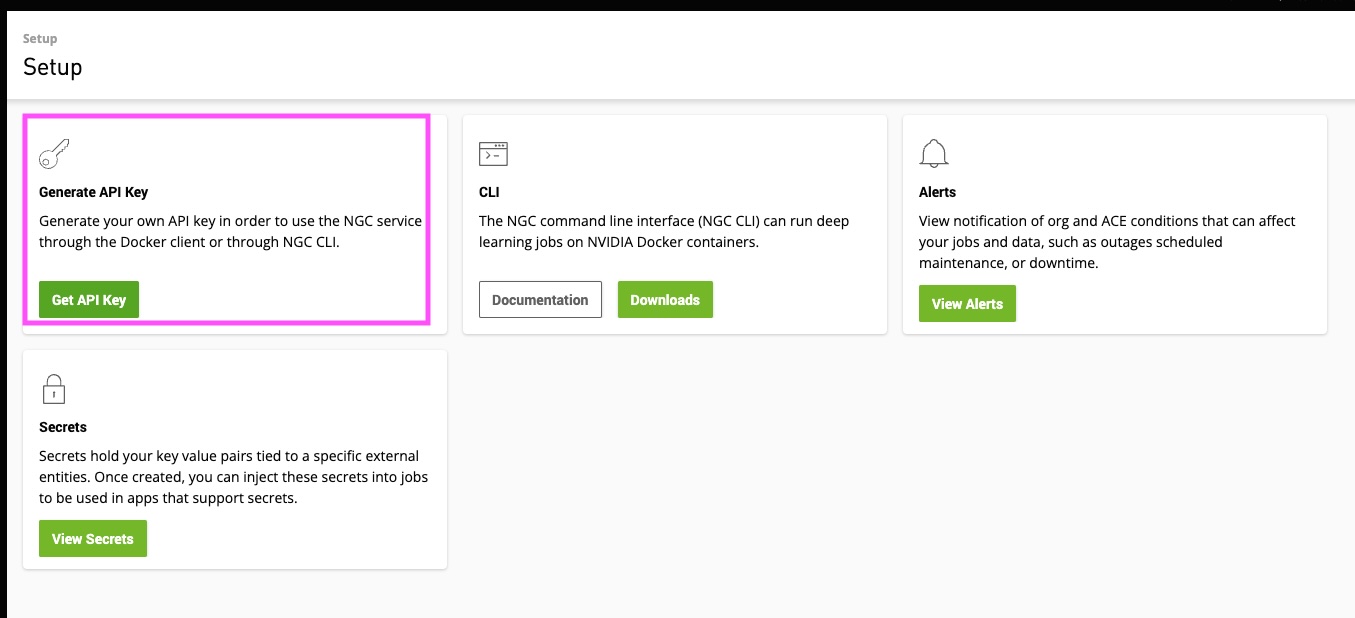 Setup
Setup
Generate API Key
Generate your own API key in order to use the NGC service
through the Docker client or through NGC CLI.
Get API Key
CLI
The NGC command line interface (NGC CLI) can run deep
learning jobs on NVIDIA Docker containers.
Documentation
Downloads
Alerts
View notification of org and ACE conditions that can affect
your jobs and data, such as outages scheduled
maintenance, or downtime.
View Alerts
Secrets
Secrets hold your key value pairs tied to a specific external
entities. Once created, you can inject these secrets into jobs
to be used in apps that support secrets.
View Secrets